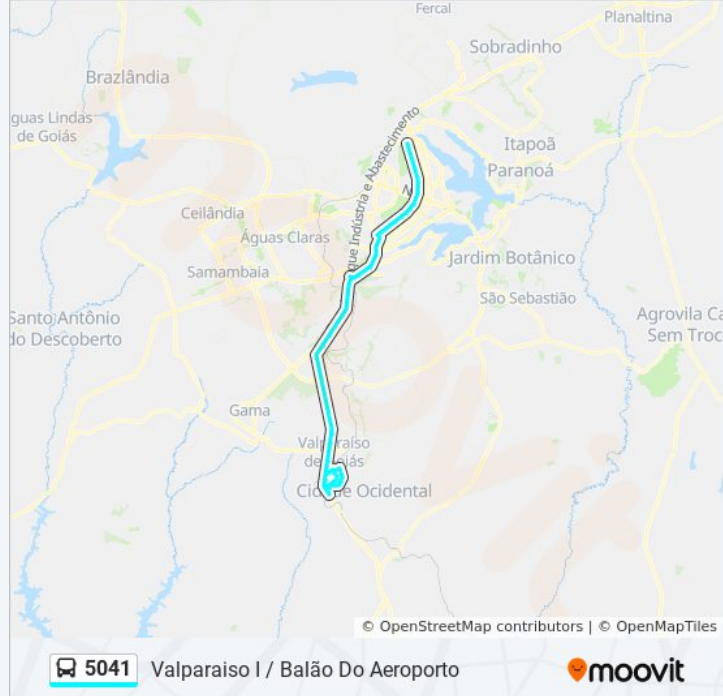 Fercal
Planaltina
Sobradinho
Brazlândia
guas Lindas
de Goiás
Itapoã
Paranoá
que Indústria e Abastecimento
N
Ceilândia
Águas Claras
Samambaia
Jardim Botânico
São Sebastião
Santo Antônio
do Descoberto
Agrovila Ca
Sem Troc
Gama
Valparaíso
de Goiás
Cidade Ocidental
© OpenStreetMap contributors | © OpenMapTiles
5041 Valparaiso I / Balão Do Aeroporto
moovit